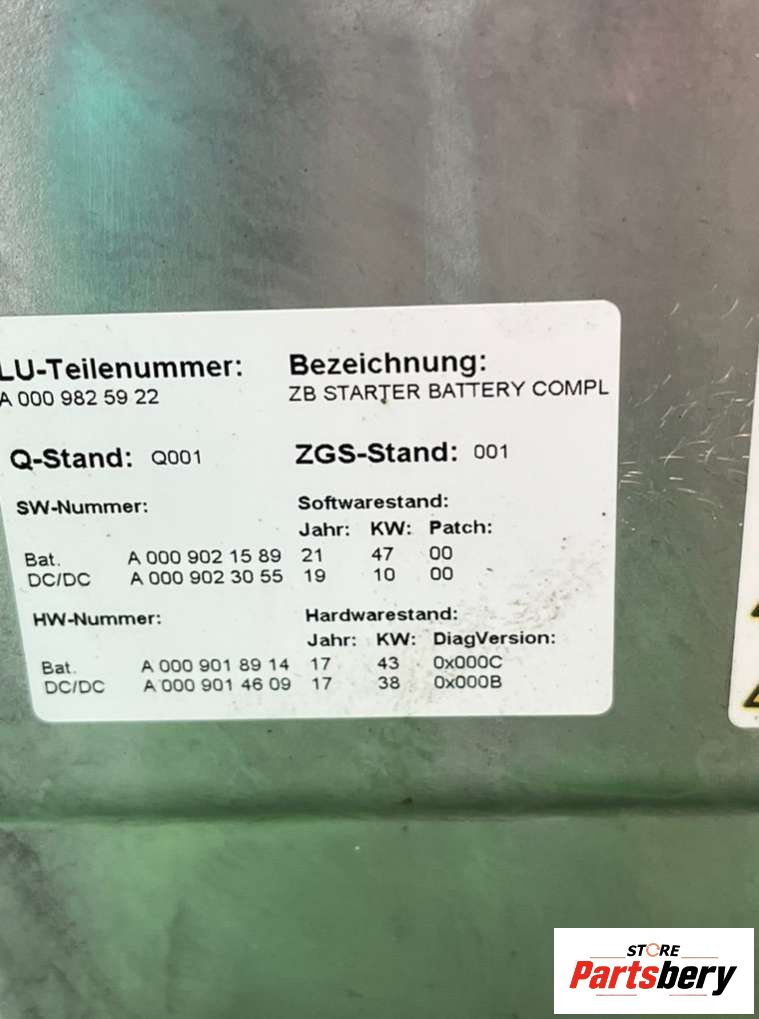 LU-Teilenummer: Bezeichnung:
A 000 982 59 22 ZB STARTER BATTERY COMPL
Q-Stand: Q001 ZGS-Stand: 001
SW-Nummer: Softwarestand:
Jahr: KW: Patch:
Bat. A 000 902 15 89 21 47 00
DC/DC A 000 902 30 55 19 10 00
HW-Nummer: Hardwarestand:
Jahr: KW: DiagVersion:
Bat. A 000 901 89 14 17 43 0x000C
DC/DC A 000 901 46 09 17 38 0x000B
STORE
Partsbery